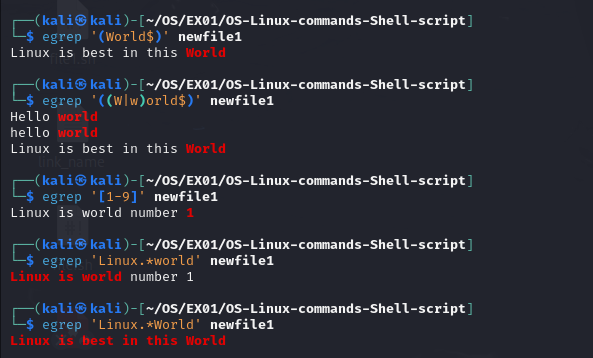 ┌──(kali㉿kali)-[~/OS/EX01/OS-Linux-commands-Shell-script]
└─$ egrep '(World$)' newfile1
Linux is best in this World
┌──(kali㉿kali)-[~/OS/EX01/OS-Linux-commands-Shell-script]
└─$ egrep '((W|w)orld$)' newfile1
Hello world
hello world
Linux is best in this World
link_name
┌──(kali㉿kali)-[~/OS/EX01/OS-Linux-commands-Shell-script]
└─$ egrep '[1-9]' newfile1
Linux is world number 1
┌──(kali㉿kali)-[~/OS/EX01/OS-Linux-commands-Shell-script]
└─$ egrep 'Linux.*world' newfile1
Linux is world number 1
┌──(kali㉿kali)-[~/OS/EX01/OS-Linux-commands-Shell-script]
└─$ egrep 'Linux.*World' newfile1
Linux is best in this World